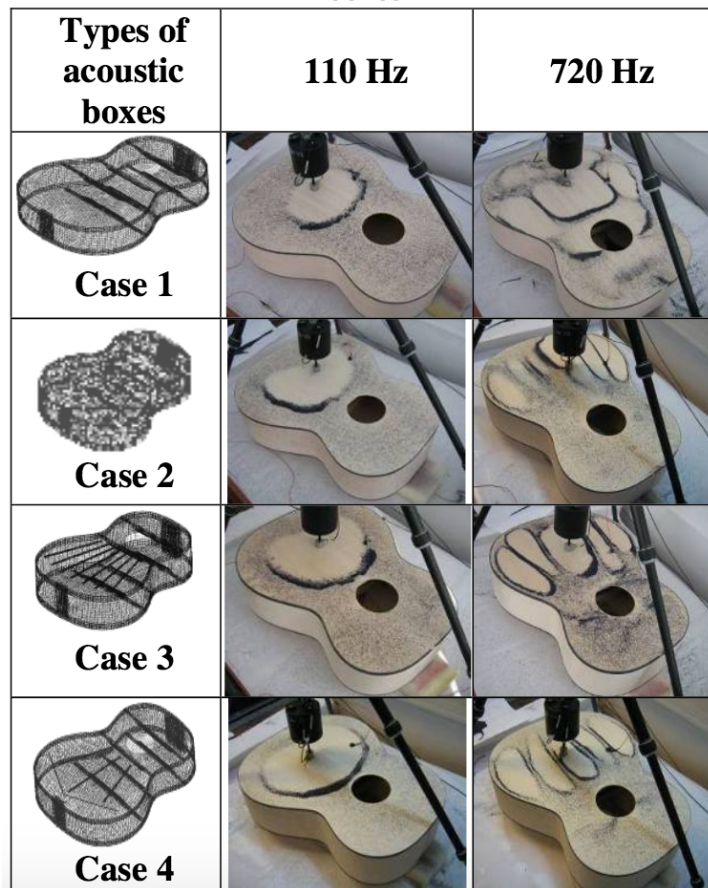 Types of
acoustic
boxes
110 Hz
720 Hz
Case 1
Case 2
Case 3
Case 4